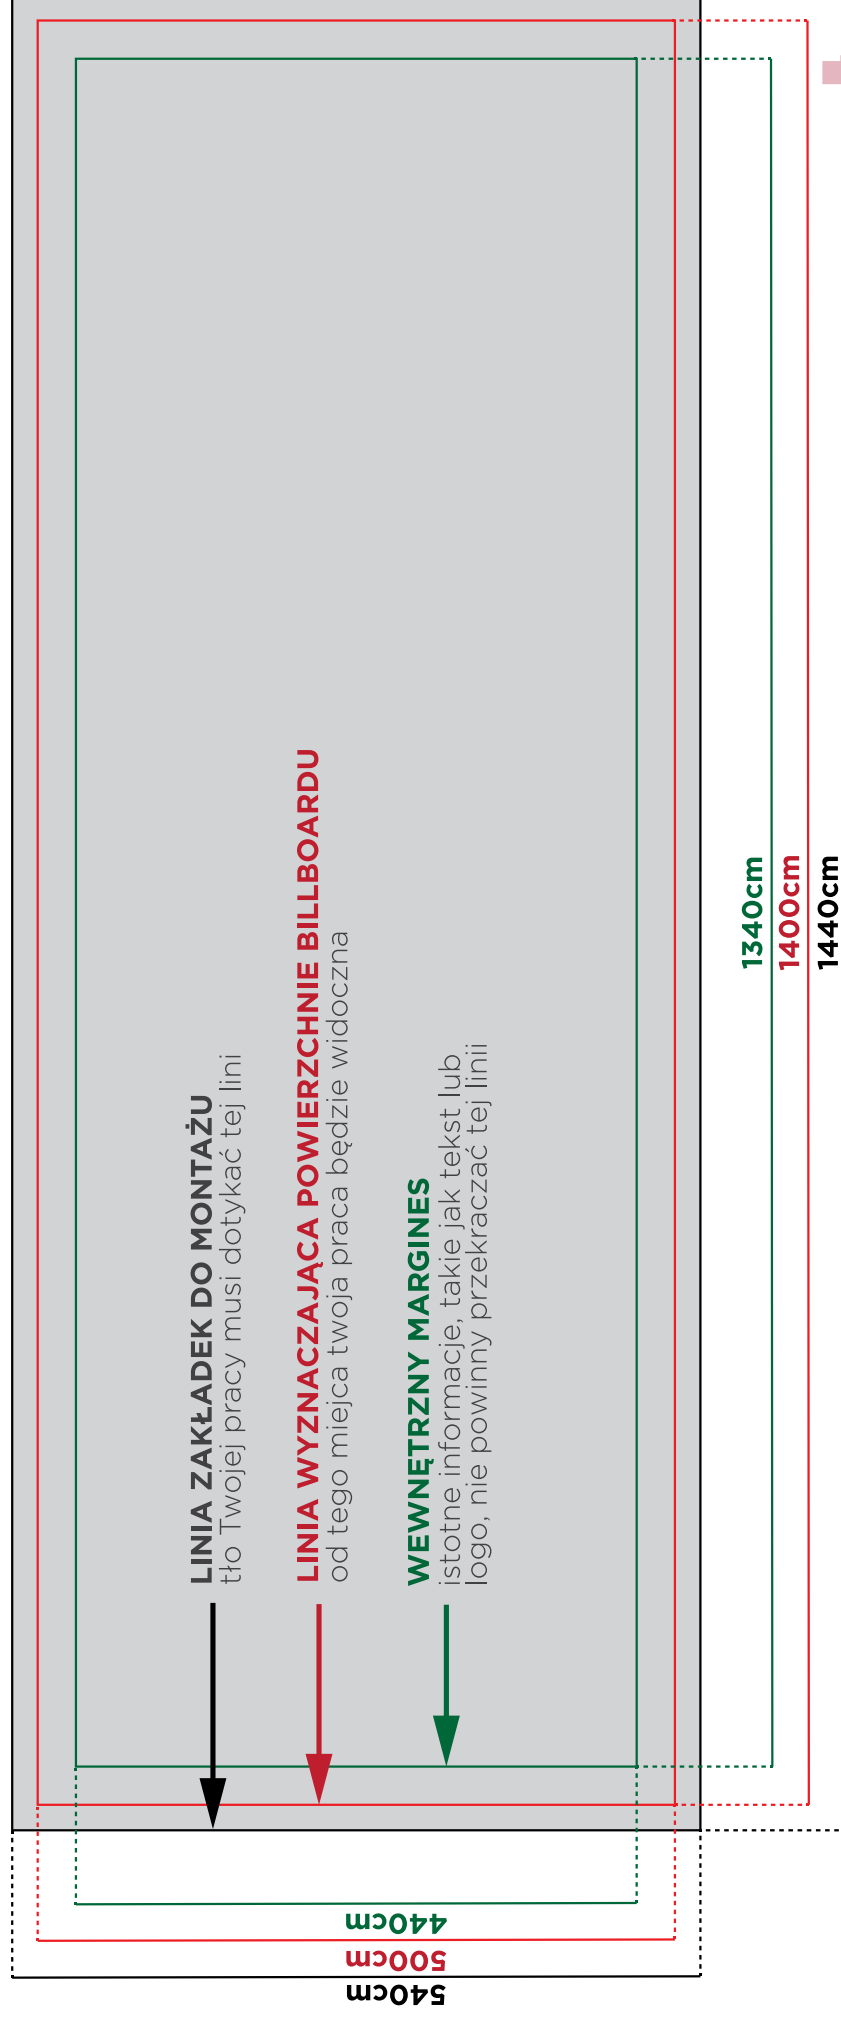 LINIA ZAKŁADEK DO MONTAŻU
tło Twojej pracy musi dotykać tej lini
LINIA WYZNACZAJĄCA POWIERZCHNIE BILLBOARDU
od tego miejca twoja praca będzie widoczna
WEWNĘTRZNY MARGINES
istotne informacje, takie jak tekst lub
logo, nie powinny przekraczać tej linii
1340cm
1400cm
1440cm
440cm
500cm
540cm